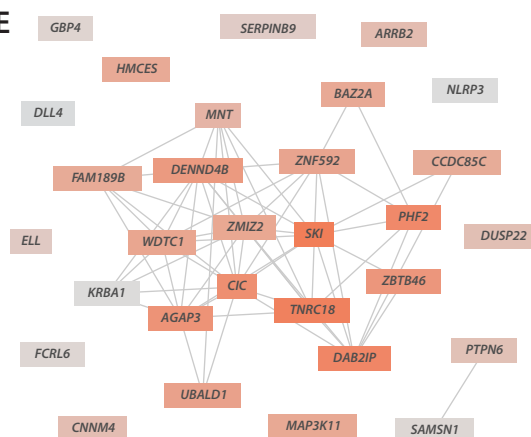 E
GBP4
SERPINB9
ARRB2
HMCES
BAZ2A
NLRP3
DLL4
MNT
FAM189B
DENND4B
ZNF592
CCDC85C
PHF2
ELL
WDTC1
ZMIZ2
SKI
DUSP22
KRBA1
CIC
ZBTB46
AGAP3
TNRC18
FCRL6
DAB2IP
PTPN6
UBALD1
CNNM4
MAP3K11
SAMSN1